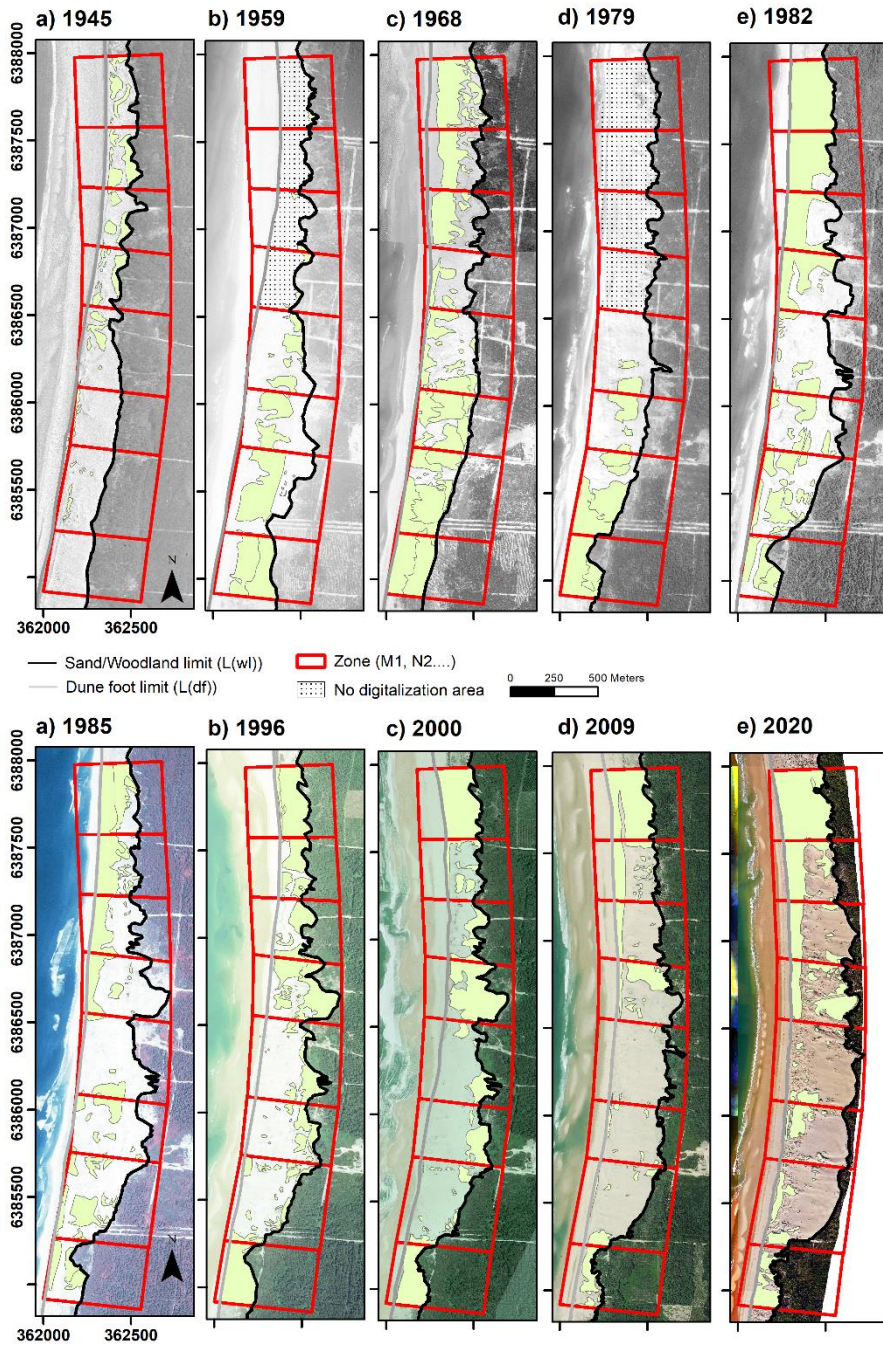 a) 1945
b) 1959
c) 1968
d) 1979
e) 1982
6388000
6387500
6387000
6386500
6386000
6385500
N
362000
362500
Sand/Woodland limit (L(wl))
Dune foot limit (L(df))
Zone (M1, N2....)
No digitalization area
0 250 500 Meters
a) 1985
b) 1996
c) 2000
d) 2009
e) 2020
6388000
6387500
6387000
6386500
6386000
6385500
N
362000
362500